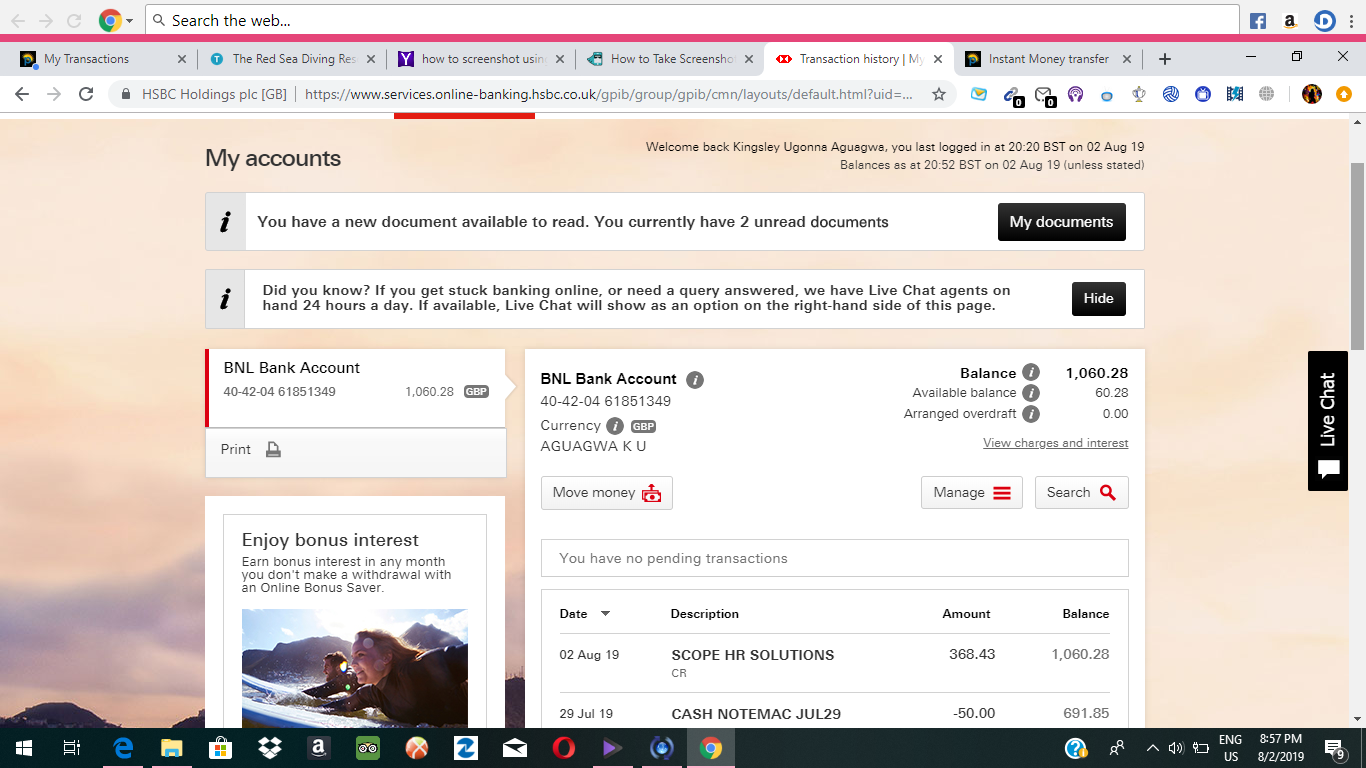 Search the web...
My Transactions
The Red Sea Diving Res
how to screenshot usin
How to Take Screensho
Transaction history | My
Instant Money transfer
HSBC Holdings plc [GB] | https://www.services.online-banking.hsbc.co.uk/gpib/group/gpib/cmn/layouts/default.html?uid=...
0
0
My accounts
Welcome back Kingsley Ugonna Aguagwa, you last logged in at 20:20 BST on 02 Aug 19
Balances as at 20:52 BST on 02 Aug 19 (unless stated)
You have a new document available to read. You currently have 2 unread documents
My documents
Did you know? If you get stuck banking online, or need a query answered, we have Live Chat agents on
hand 24 hours a day. If available, Live Chat will show as an option on the right-hand side of this page.
Hide
BNL Bank Account
40-42-04 61851349 1,060.28 GBP
Print
Enjoy bonus interest
Earn bonus interest in any month
you don't make a withdrawal with
an Online Bonus Saver.
BNL Bank Account
40-42-04 61851349
Currency GBP
AGUAGWA K U
Balance 1,060.28
Available balance 60.28
Arranged overdraft 0.00
View charges and interest
Move money
Manage
Search
You have no pending transactions
Date Description Amount Balance
02 Aug 19 SCOPE HR SOLUTIONS 368.43 1,060.28
CR
29 Jul 19 CASH NOTEMAC JUL29 -50.00 691.85
Live Chat
ENG
US
8:57 PM
8/2/2019
9